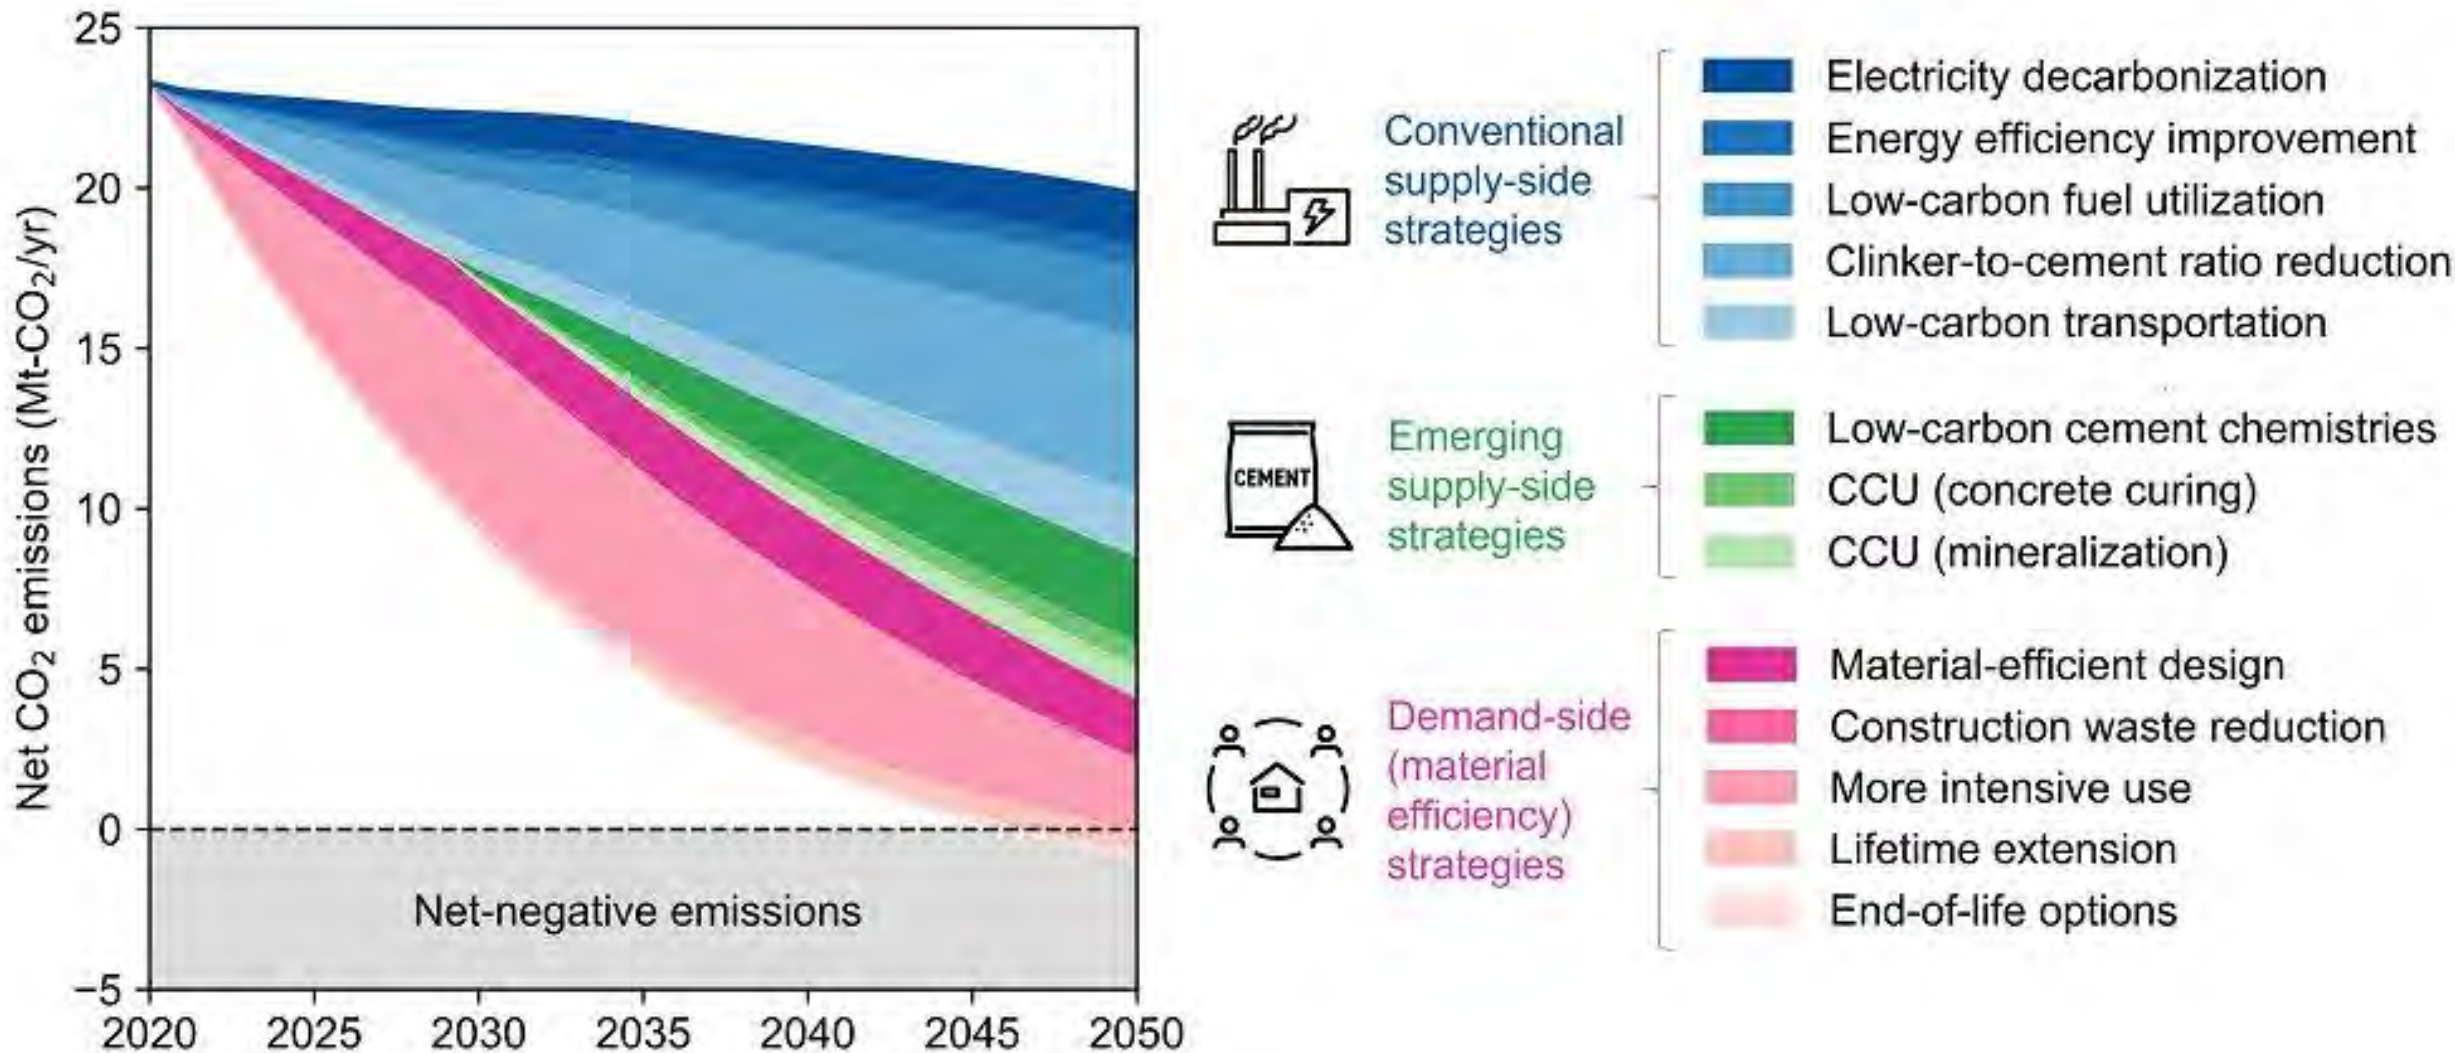 25
20
15
10
5
0
−5
Net CO₂ emissions (Mt-CO₂/yr)
Net-negative emissions
2020 2025 2030 2035 2040 2045 2050
Conventional
supply-side
strategies
Electricity decarbonization
Energy efficiency improvement
Low-carbon fuel utilization
Clinker-to-cement ratio reduction
Low-carbon transportation
CEMENT
Emerging
supply-side
strategies
Low-carbon cement chemistries
CCU (concrete curing)
CCU (mineralization)
Demand-side
(material
efficiency)
strategies
Material-efficient design
Construction waste reduction
More intensive use
Lifetime extension
End-of-life options